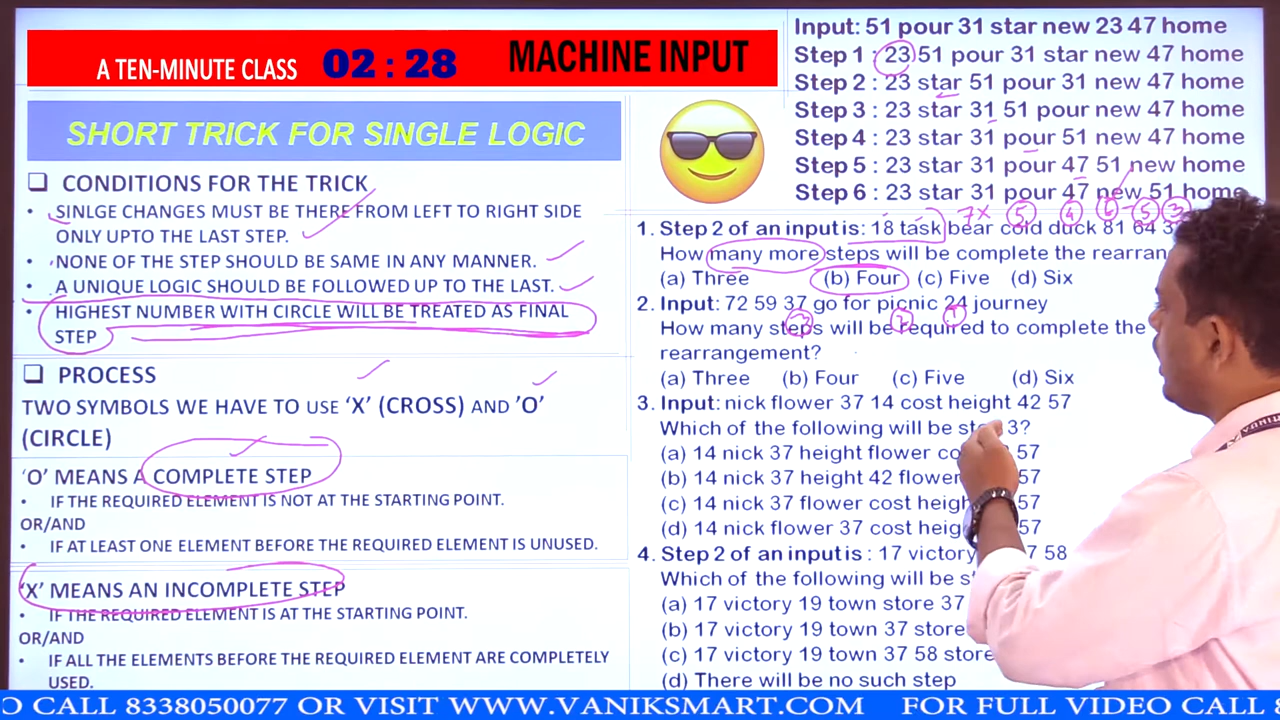 A TEN-MINUTE CLASS 02 : 28 MACHINE INPUT
SHORT TRICK FOR SINGLE LOGIC
❑ CONDITIONS FOR THE TRICK
• SINLGE CHANGES MUST BE THERE FROM LEFT TO RIGHT SIDE
ONLY UPTO THE LAST STEP.
• NONE OF THE STEP SHOULD BE SAME IN ANY MANNER.
• A UNIQUE LOGIC SHOULD BE FOLLOWED UP TO THE LAST.
• HIGHEST NUMBER WITH CIRCLE WILL BE TREATED AS FINAL
STEP
❑ PROCESS
TWO SYMBOLS WE HAVE TO USE ‘X’ (CROSS) AND ’O’
(CIRCLE)
‘O’ MEANS A COMPLETE STEP
• IF THE REQUIRED ELEMENT IS NOT AT THE STARTING POINT.
OR/AND
• IF AT LEAST ONE ELEMENT BEFORE THE REQUIRED ELEMENT IS UNUSED.
‘X’ MEANS AN INCOMPLETE STEP
• IF THE REQUIRED ELEMENT IS AT THE STARTING POINT.
OR/AND
• IF ALL THE ELEMENTS BEFORE THE REQUIRED ELEMENT ARE COMPLETELY
USED.
Input: 51 pour 31 star new 23 47 home
Step 1 : 23 51 pour 31 star new 47 home
Step 2 : 23 star 51 pour 31 new 47 home
Step 3 : 23 star 31 51 pour new 47 home
Step 4 : 23 star 31 pour 51 new 47 home
Step 5 : 23 star 31 pour 47 51 new home
Step 6 : 23 star 31 pour 47 new 51 home
7x 5 4 6 5 3
1. Step 2 of an input is: 18 task bear cold duck 81 64
How many more steps will be complete the
(a) Three (b) Four (c) Five (d) Six
2. Input: 72 59 37 go for picnic 24 journey
How many steps will be required to complete the
rearrangement?
(a) Three (b) Four (c) Five (d) Six
3. Input: nick flower 37 14 cost height 42 57
Which of the following will be step 3?
(a) 14 nick 37 height flower 57
(b) 14 nick 37 height 42 flower 57
(c) 14 nick 37 flower cost 57
(d) 14 nick flower 37 cost 57
4. Step 2 of an input is : 17 victory 58
Which of the following will be
(a) 17 victory 19 town store 37
(b) 17 victory 19 town 37 store
(c) 17 victory 19 town 37 58 store
(d) There will be no such step
CALL 8338050077 OR VISIT WWW.VANIKSMART.COM FOR FULL VIDEO CALL